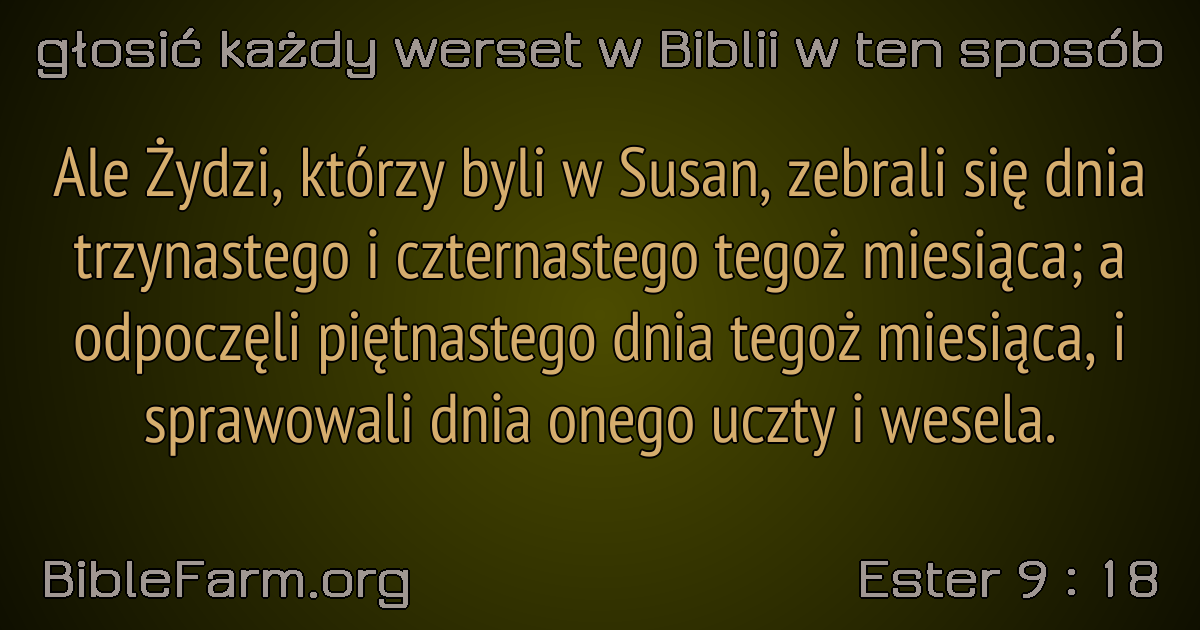 głosić każdy werset w Biblii w ten sposób
Ale Żydzi, którzy byli w Susan, zebrali się dnia
trzynastego i czternastego tegoż miesiąca; a
odpoczęli piętnastego dnia tegoż miesiąca, i
sprawowali dnia onego uczty i wesela.
BibleFarm.org
Ester 9 : 18